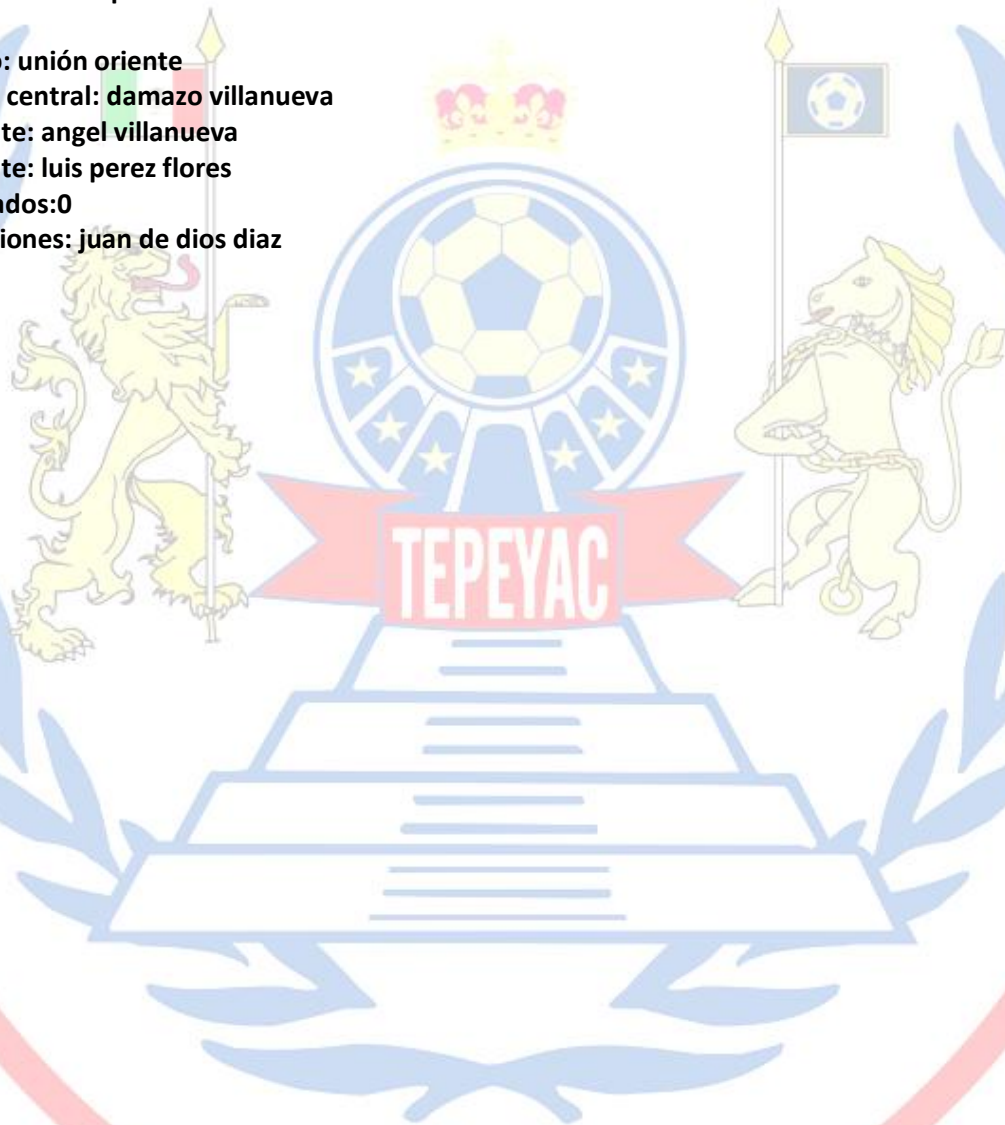 : unión oriente
central: damazo villanueva
te: angel villanueva
te: luis perez flores
ados:0
iones: juan de dios diaz
TEPEYAC